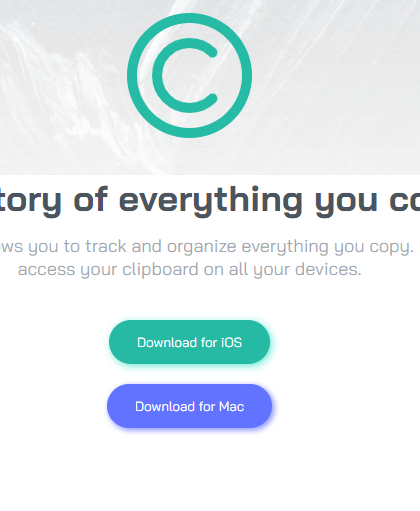 tory of everything you co
ws you to track and organize everything you copy.
access your clipboard on all your devices.
Download for iOS
Download for Mac